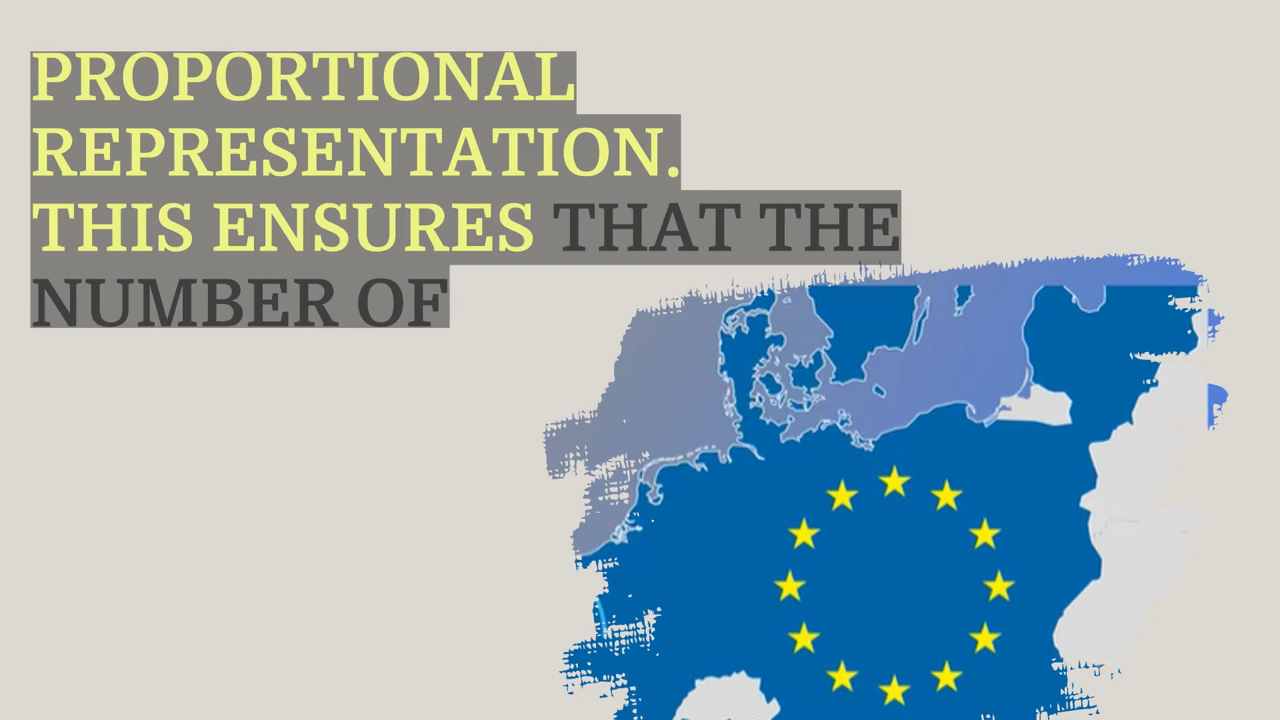 PROPORTIONAL
REPRESENTATION.
THIS ENSURES THAT THE
NUMBER OF